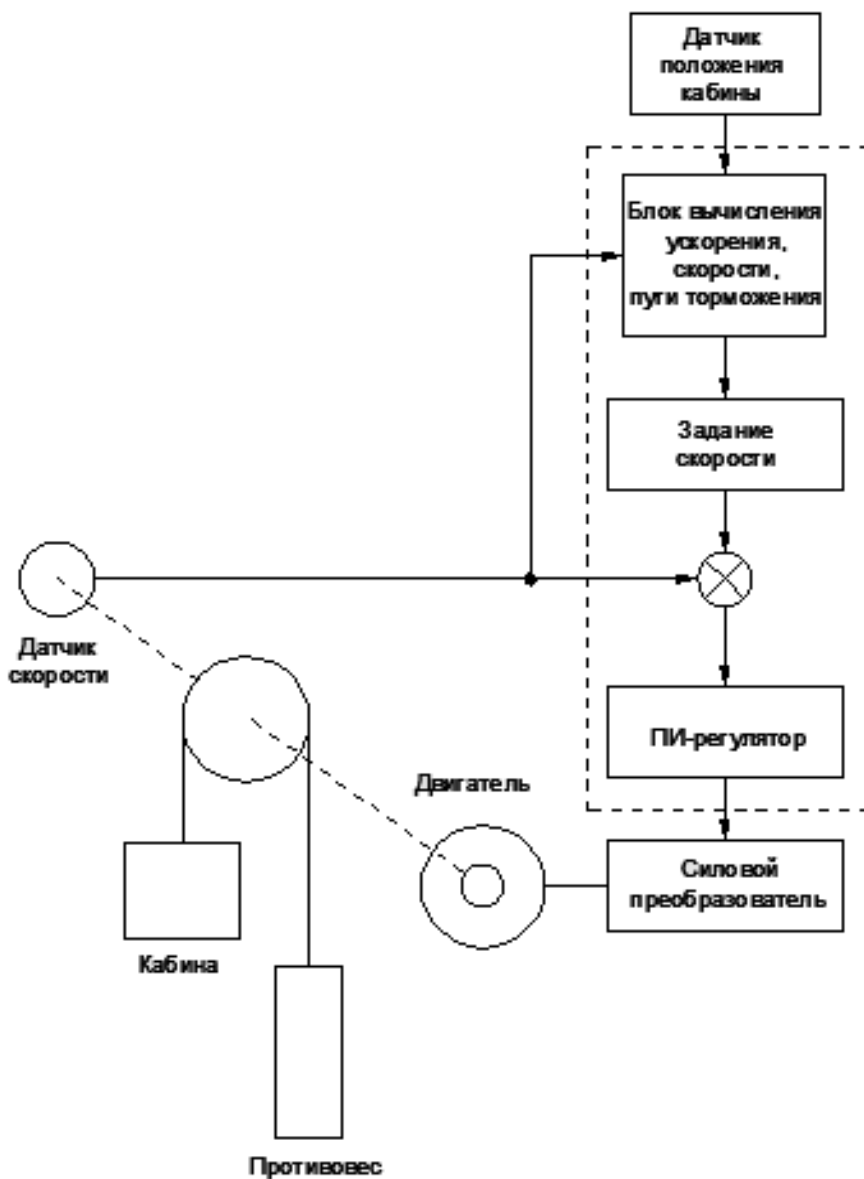 Датчик
положения
кабины
Блок вычисления
ускорения,
скорости,
пути торможения
Задание
скорости
Датчик
скорости
ПИ-регулятор
Двигатель
Силовой
преобразователь
Кабина
Противовес